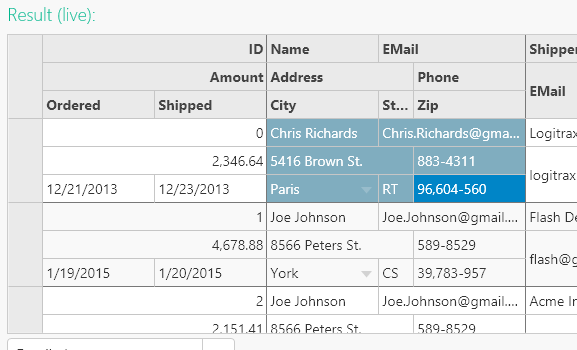 Result (live):
ID Name EMail Shipper
Amount Address Phone
EMail
Ordered Shipped City St... Zip
0 Chris Richards Chris.Richards@gma... Logitrax
2,346.64 5416 Brown St. 883-4311
logitrax
12/21/2013 12/23/2013 Paris RT 96,604-560
1 Joe Johnson Joe.Johnson@gmail.... Flash De
4,678.88 8566 Peters St. 589-8529
flash@g
1/19/2015 1/20/2015 York CS 39,783-957
2 Joe Johnson Joe.Johnson@gmail.... Acme In
2,151.41 8566 Peters St. 589-8529